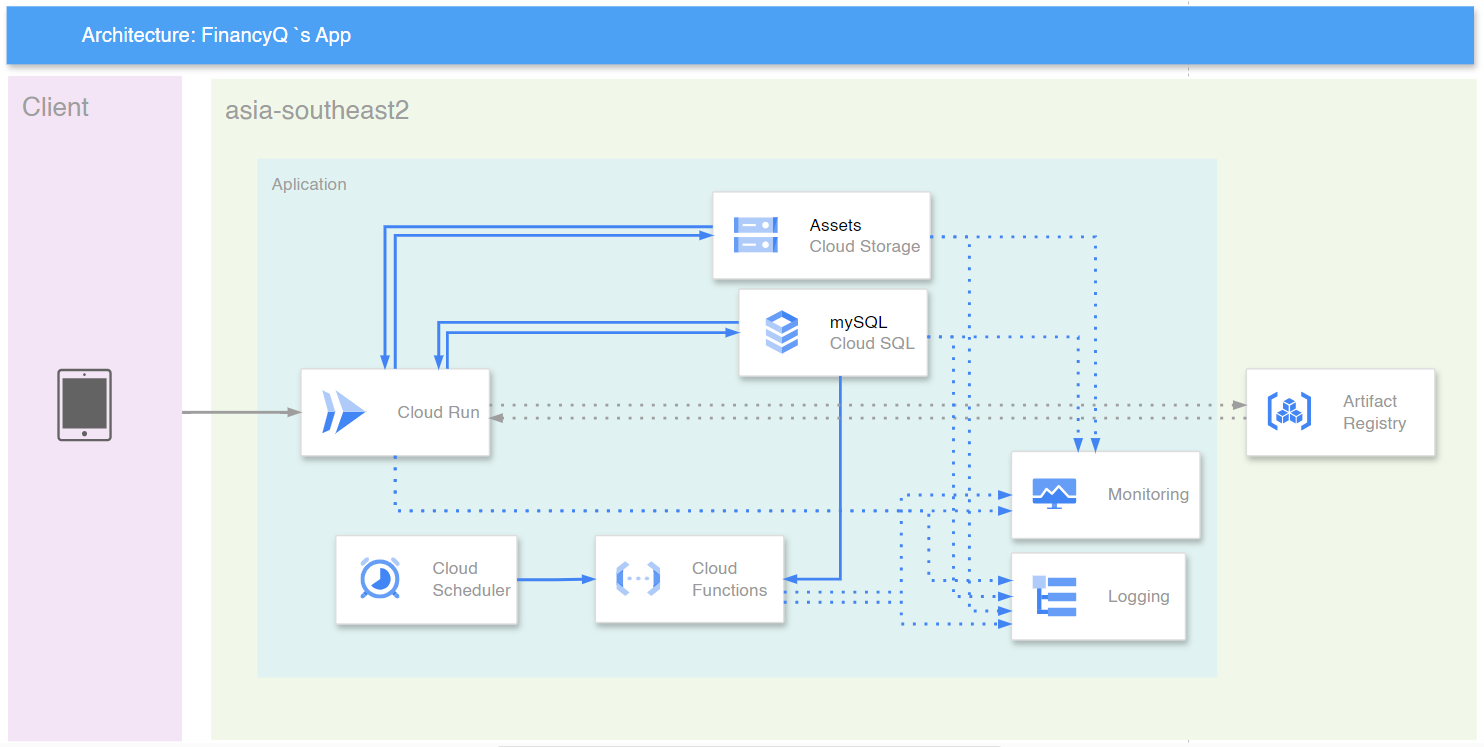 Architecture: FinancyQ `s App
Client
asia-southeast2
Aplication
Assets
Cloud Storage
mySQL
Cloud SQL
Cloud Run
Artifact
Registry
Monitoring
Cloud
Scheduler
Cloud
Functions
Logging